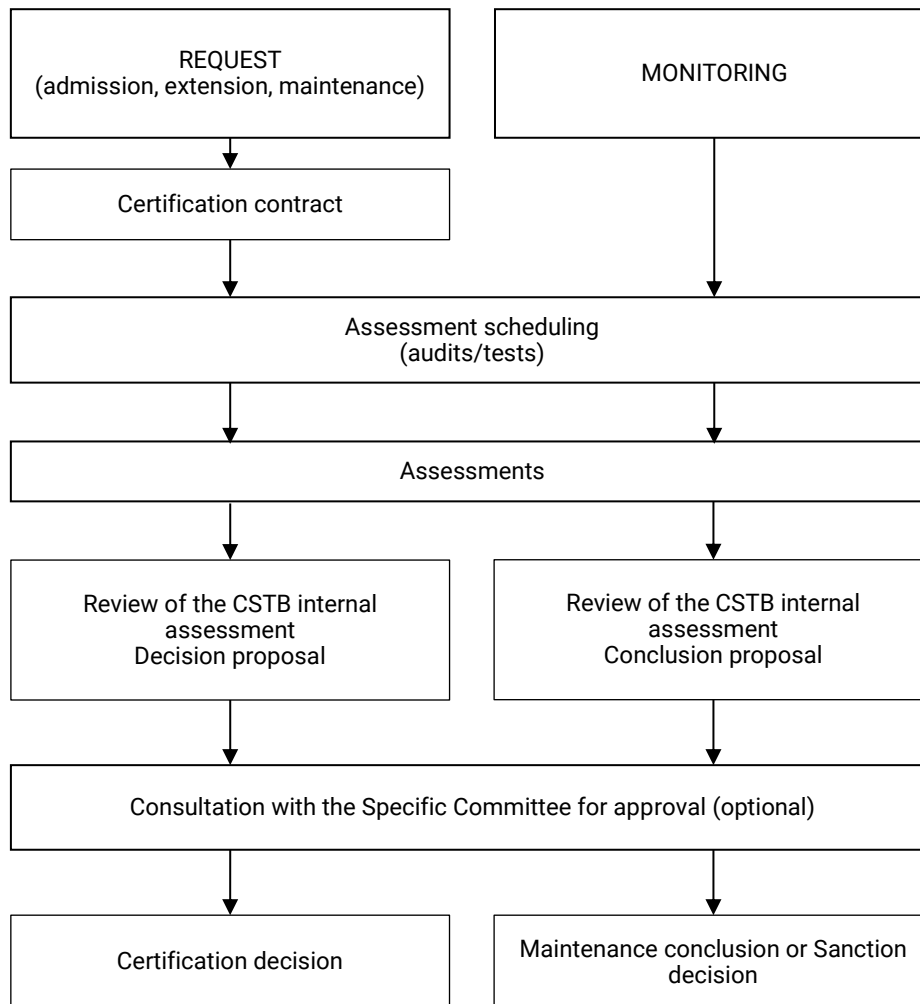 REQUEST
(admission, extension, maintenance)
MONITORING
Certification contract
Assessment scheduling
(audits/tests)
Assessments
Review of the CSTB internal
assessment
Decision proposal
Review of the CSTB internal
assessment
Conclusion proposal
Consultation with the Specific Committee for approval (optional)
Certification decision
Maintenance conclusion or Sanction
decision